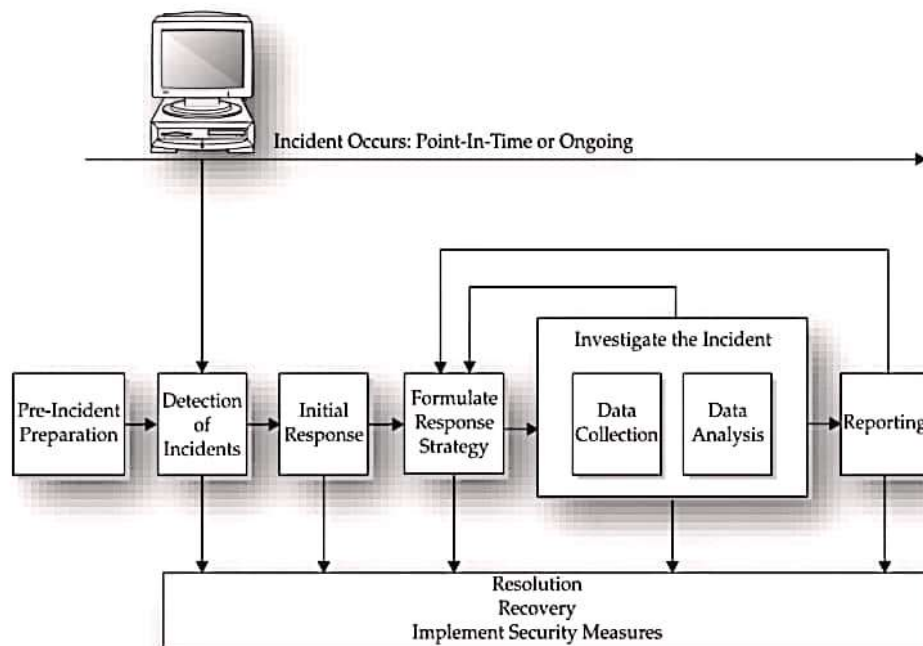 Incident Occurs: Point-In-Time or Ongoing
Pre-Incident
Preparation
Detection
of
Incidents
Initial
Response
Formulate
Response
Strategy
Investigate the Incident
Data
Collection
Data
Analysis
Reporting
Resolution
Recovery
Implement Security Measures